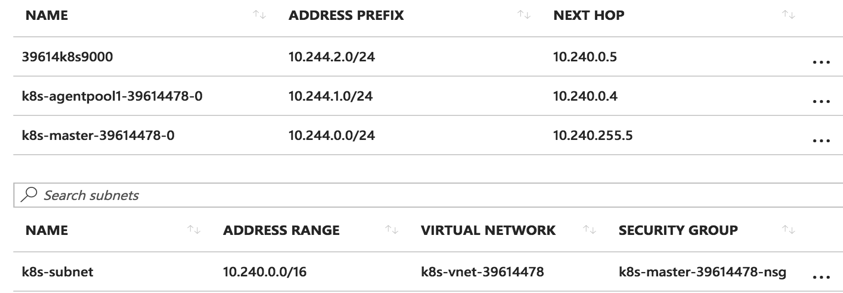 NAME ADDRESS PREFIX NEXT HOP
39614k8s9000 10.244.2.0/24 10.240.0.5 ...
k8s-agentpool1-39614478-0 10.244.1.0/24 10.240.0.4 ...
k8s-master-39614478-0 10.244.0.0/24 10.240.255.5 ...
Search subnets
NAME ADDRESS RANGE VIRTUAL NETWORK SECURITY GROUP
k8s-subnet 10.240.0.0/16 k8s-vnet-39614478 k8s-master-39614478-nsg ...